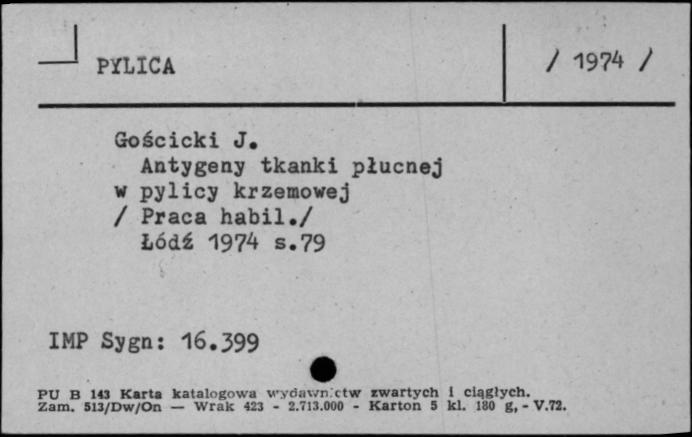 PYLICA
/ 1974 /
Gościcki J.
Antygeny tkanki płucnej
w pylicy krzemowej
/ Praca habil./
Łódź 1974 s.79
IMP Sygn: 16.399
PU B 143 Karta katalogowa wydawnictw zwartych i ciągłych.
Zam. 513/Dw/On — Wrak 423 - 2.713.000 - Karton 5 kl. 180 g, - V.72.